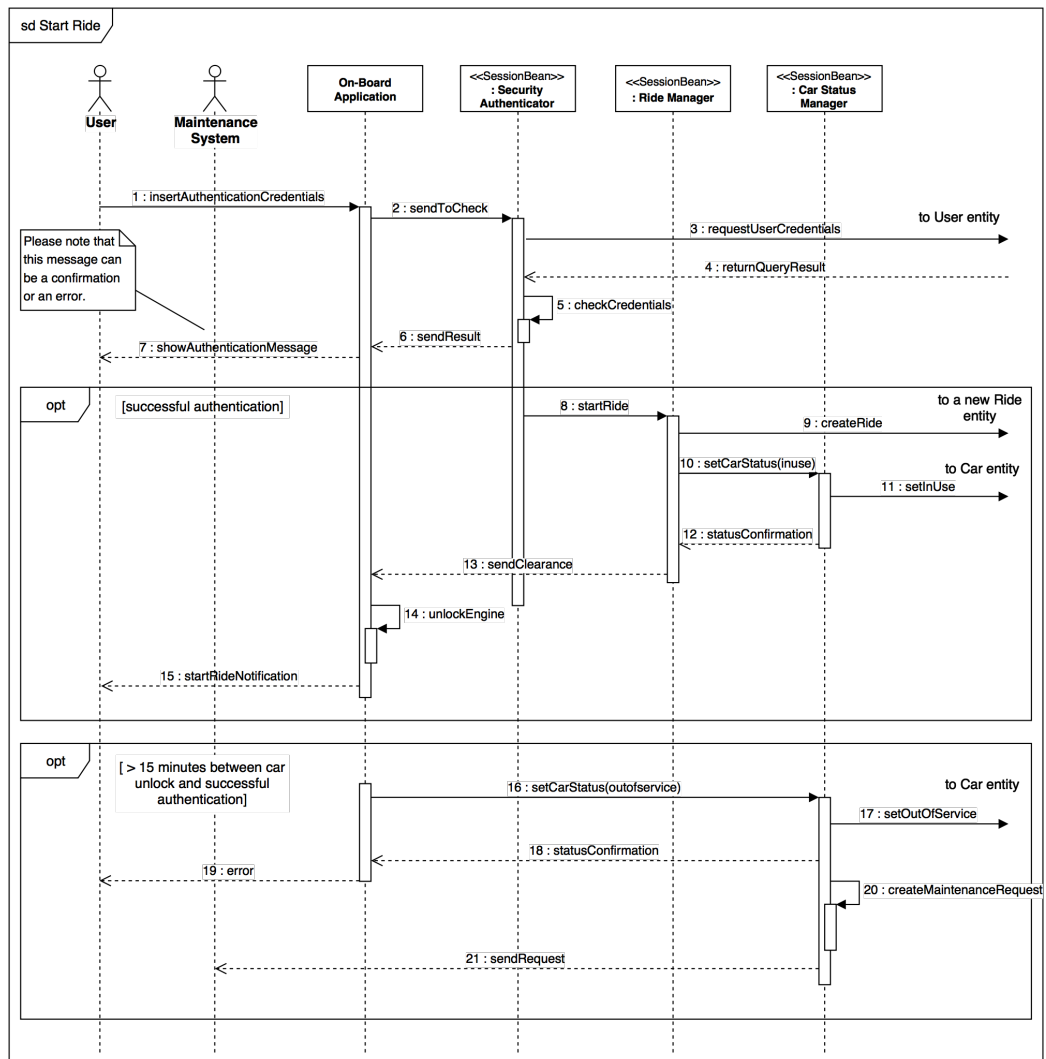 sd Start Ride
User
Maintenance
System
On-Board
Application
<<SessionBean>>
: Security
Authenticator
<<SessionBean>>
: Ride Manager
<<SessionBean>>
: Car Status
Manager
1 : insertAuthenticationCredentials
2 : sendToCheck
to User entity
3 : requestUserCredentials
Please note that
this message can
be a confirmation
or an error.
4 : returnQueryResult
5 : checkCredentials
6 : sendResult
7 : showAuthenticationMessage
opt
[successful authentication]
8 : startRide
to a new Ride
entity
9 : createRide
10 : setCarStatus(inuse)
to Car entity
11 : setInUse
12 : statusConfirmation
13 : sendClearance
14 : unlockEngine
15 : startRideNotification
opt
[ > 15 minutes between car
unlock and successful
authentication]
16 : setCarStatus(outofservice)
to Car entity
17 : setOutOfService
18 : statusConfirmation
19 : error
20 : createMaintenanceRequest
21 : sendRequest